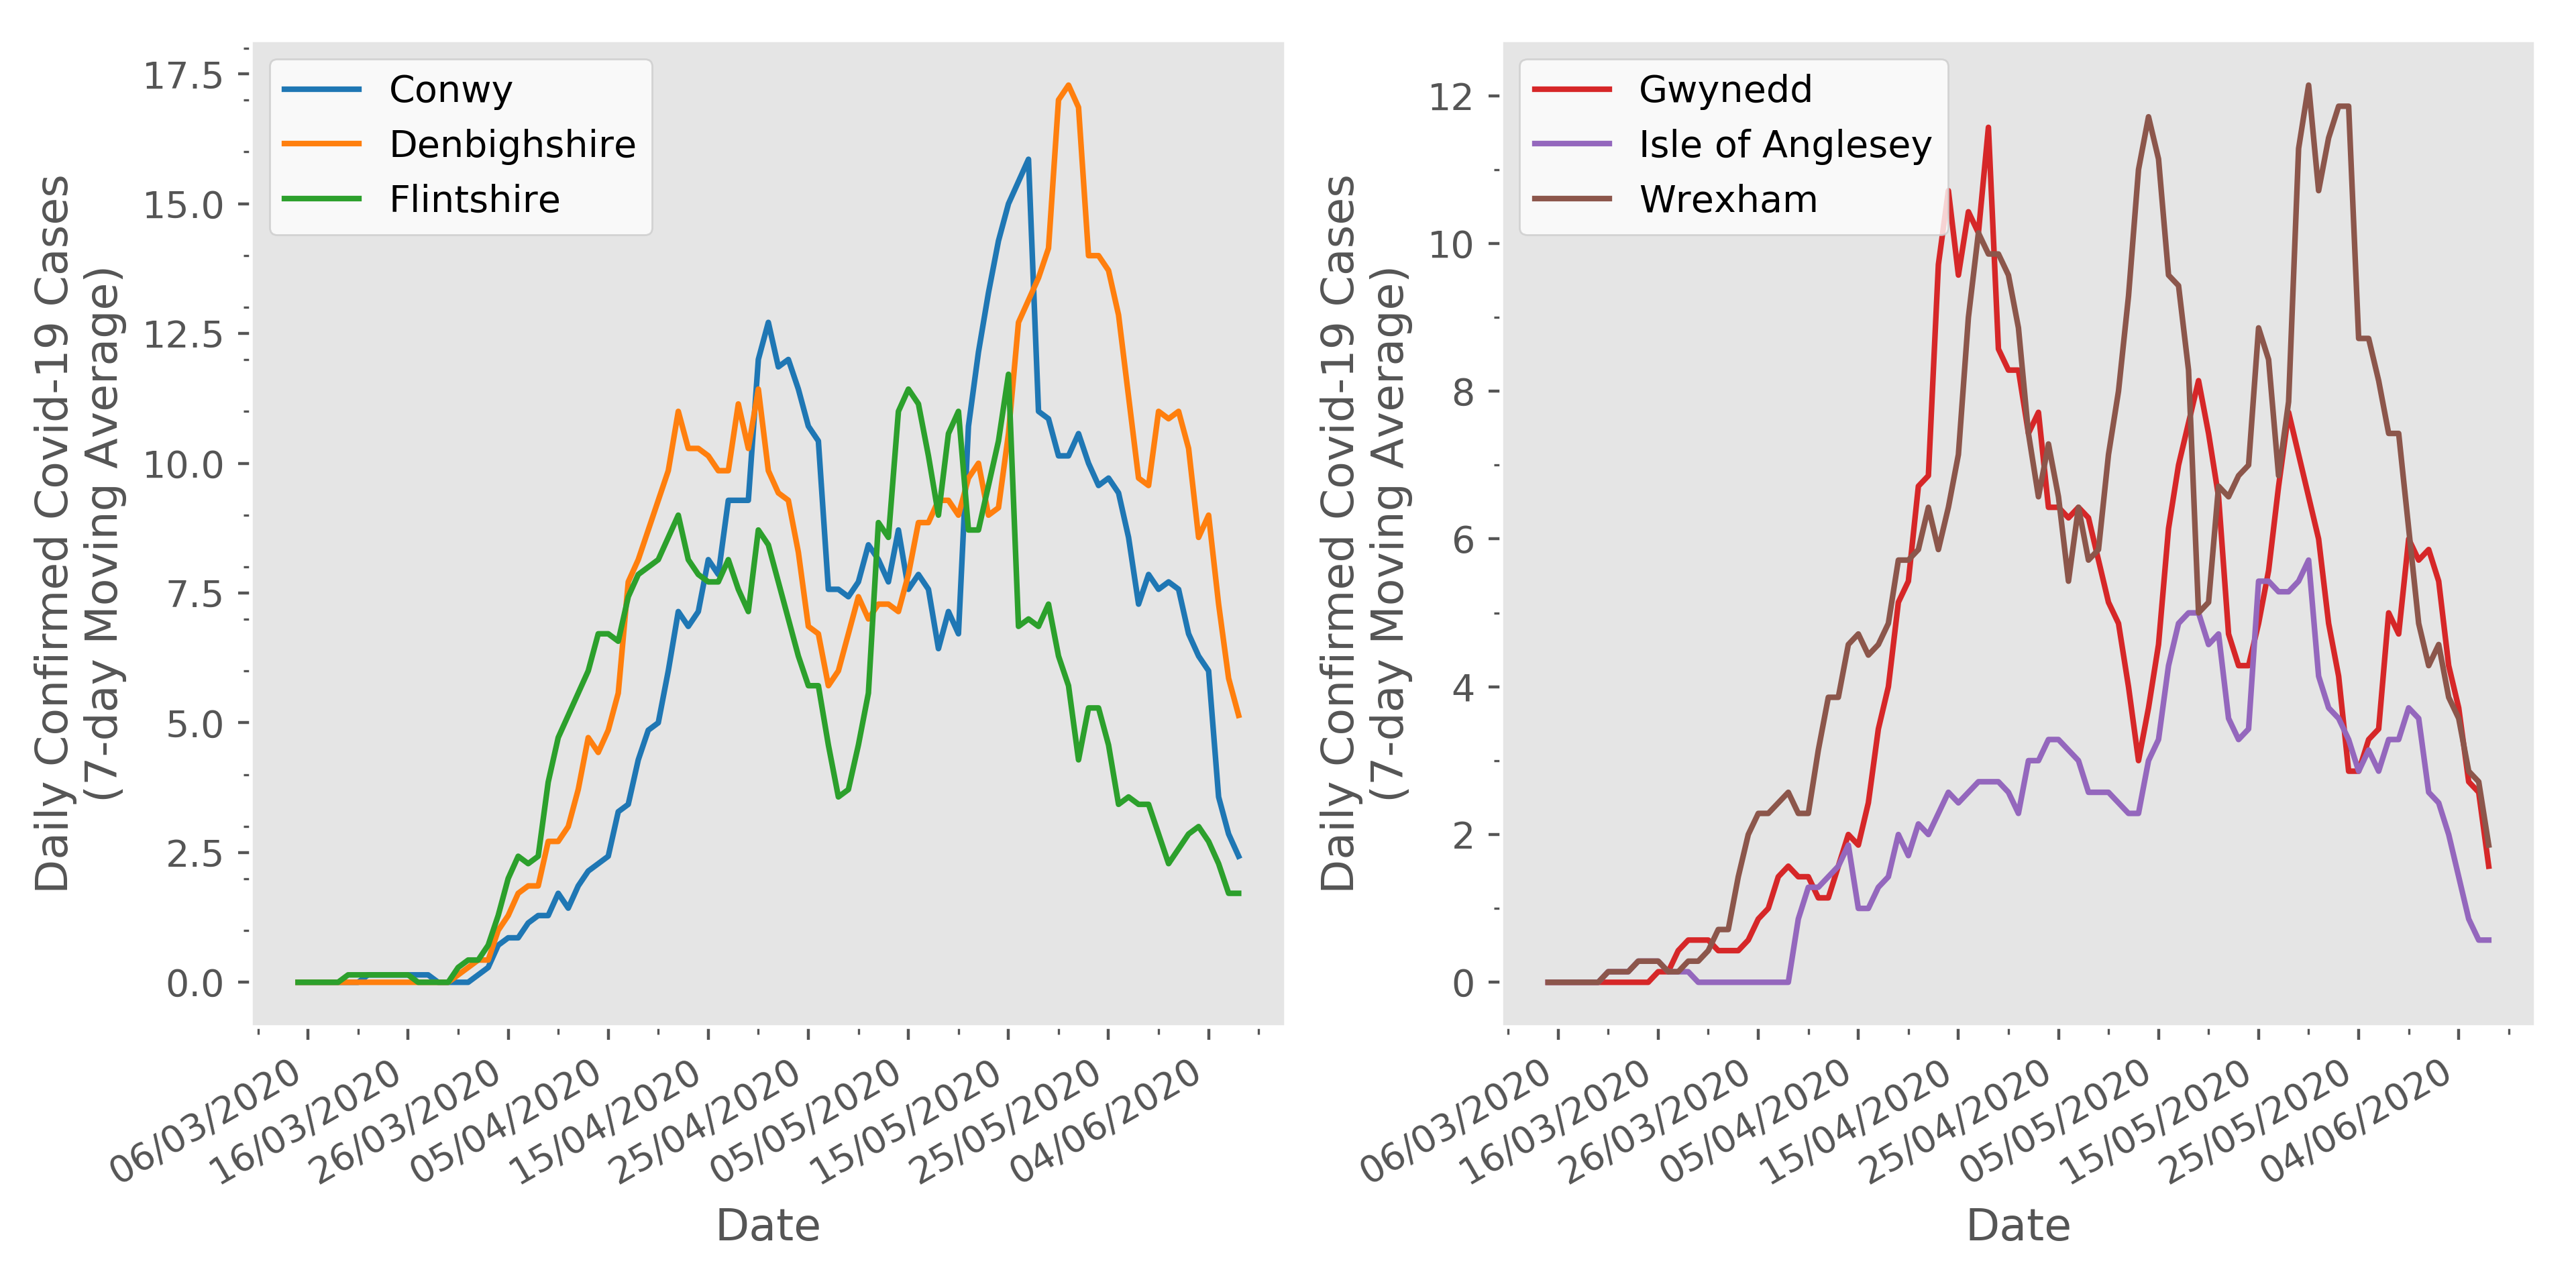 Daily Confirmed Covid-19 Cases
(7-day Moving Average)
17.5
15.0
12.5
10.0
7.5
5.0
2.5
0.0
Conwy
Denbighshire
Flintshire
06/03/2020
16/03/2020
26/03/2020
05/04/2020
15/04/2020
25/04/2020
05/05/2020
15/05/2020
25/05/2020
04/06/2020
Date
Daily Confirmed Covid-19 Cases
(7-day Moving Average)
12
10
8
6
4
2
0
Gwynedd
Isle of Anglesey
Wrexham
06/03/2020
16/03/2020
26/03/2020
05/04/2020
15/04/2020
25/04/2020
05/05/2020
15/05/2020
25/05/2020
04/06/2020
Date